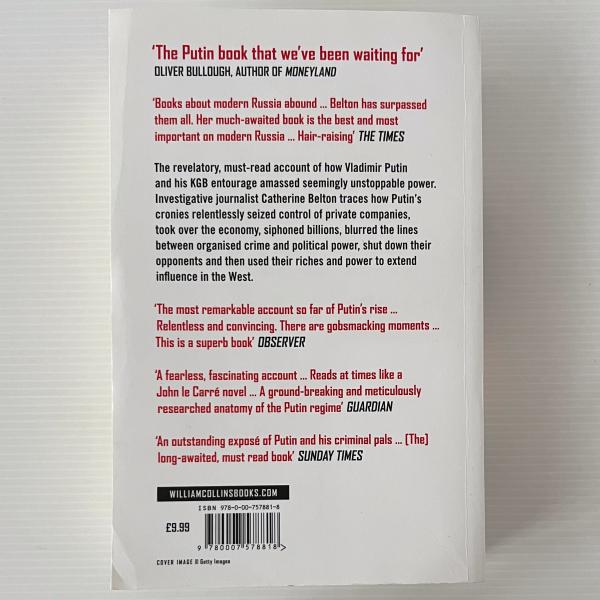 ‘The Putin book that we’ve been waiting for’
OLIVER BULLOUGH, AUTHOR OF MONEYLAND
‘Books about modern Russia abound ... Belton has surpassed
them all. Her much-awaited book is the best and most
important on modern Russia ... Hair-raising’ THE TIMES
The revelatory, must-read account of how Vladimir Putin
and his KGB entourage amassed seemingly unstoppable power.
Investigative journalist Catherine Belton traces how Putin’s
cronies relentlessly seized control of private companies,
took over the economy, siphoned billions, blurred the lines
between organised crime and political power, shut down their
opponents and then used their riches and power to extend
influence in the West.
‘The most remarkable account so far of Putin’s rise ...
Relentless and convincing. There are gobsmacking moments ...
This is a superb book’ OBSERVER
‘A fearless, fascinating account ... Reads at times like a
John le Carré novel ... A ground-breaking and meticulously
researched anatomy of the Putin regime’ GUARDIAN
‘An outstanding exposé of Putin and his criminal pals ... [The]
long-awaited, must read book’ SUNDAY TIMES
WILLIAMCOLLINSBOOKS.COM
ISBN 978-0-00-757881-8
£9.99
9 780007 578818 >
COVER IMAGE © Getty Images